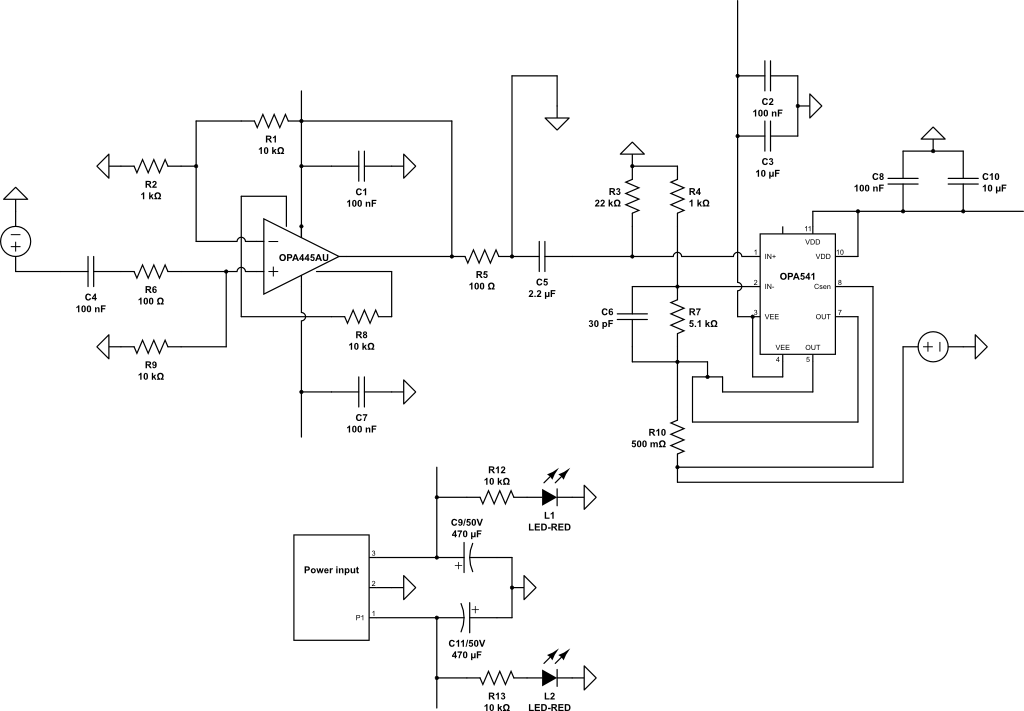 C2
100 nF
C3
10 µF
R1
10 kΩ
R2
1 kΩ
C1
100 nF
R3
22 kΩ
R4
1 kΩ
C8
100 nF
C10
10 µF
−
+
OPA445AU
C4
100 nF
R6
100 Ω
R5
100 Ω
C5
2.2 µF
R9
10 kΩ
R8
10 kΩ
C7
100 nF
11
VDD
1
IN+
VDD
10
OPA541
2
IN-
Csen
8
3
VEE
OUT
7
VEE
OUT
4
5
C6
30 pF
R7
5.1 kΩ
R10
500 mΩ
R12
10 kΩ
L1
LED-RED
C9/50V
470 µF
+
Power input
3
2
P1
1
+
C11/50V
470 µF
R13
10 kΩ
L2
LED-RED